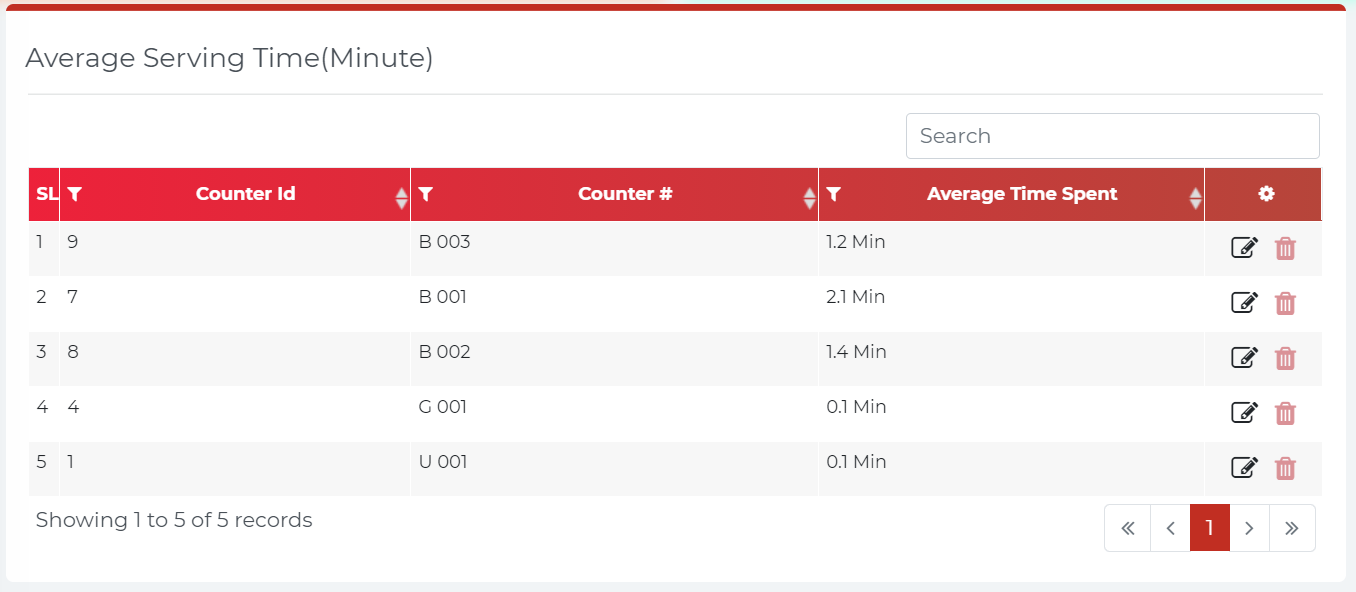 Average Serving Time(Minute)
Search
SL Counter Id Counter # Average Time Spent
1 9 B 003 1.2 Min
2 7 B 001 2.1 Min
3 8 B 002 1.4 Min
4 4 G 001 0.1 Min
5 1 U 001 0.1 Min
Showing 1 to 5 of 5 records
« ‹ 1 › »